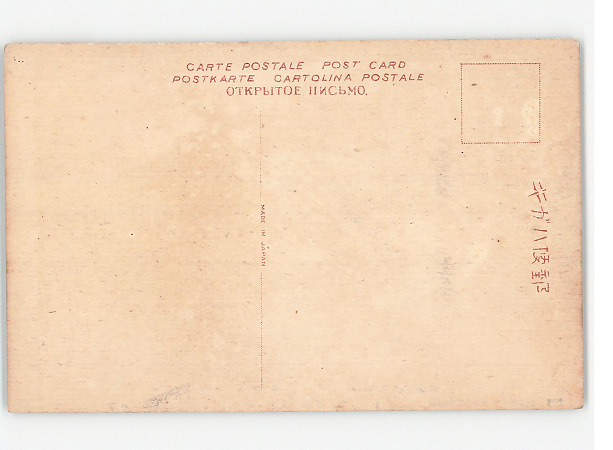 CARTE POSTALE POST CARD
POSTKARTE CARTOLINA POSTALE
ОТКРЫТОЕ ПИСЬМО.
MADE IN JAPAN
郵便ハガキ